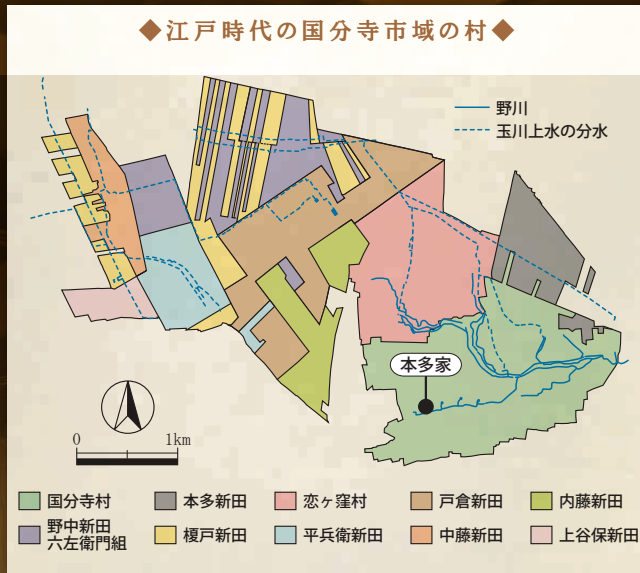 ◆江戸時代の国分寺市域の村◆
野川
玉川上水の分水
本多家
0 1km
国分寺村 本多新田 恋ヶ窪村 戸倉新田 内藤新田
野中新田
六左衛門組
榎戸新田 平兵衛新田 中藤新田 上谷保新田